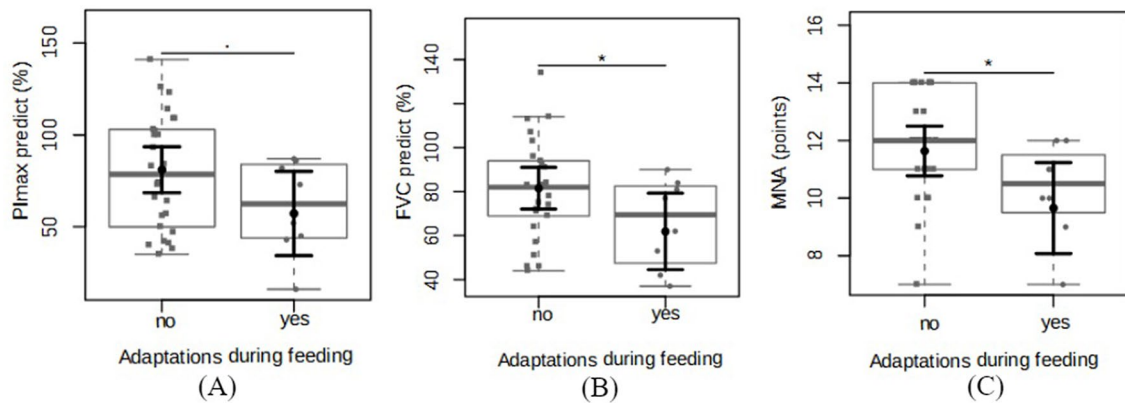 PImax predict (%)
150
100
50
.
no yes
Adaptations during feeding
(A)
FVC predict (%)
140
120
100
80
60
40
*
no yes
Adaptations during feeding
(B)
MNA (points)
16
14
12
10
8
*
no yes
Adaptations during feeding
(C)